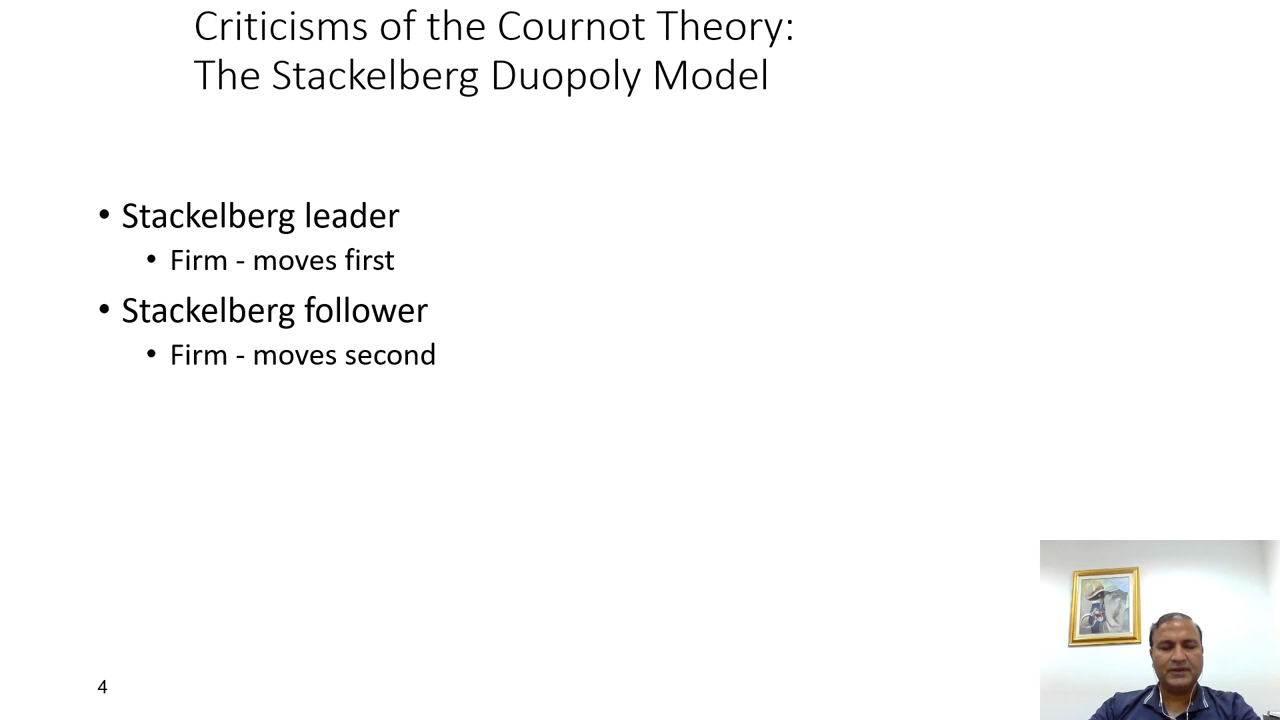 Criticisms of the Cournot Theory:
The Stackelberg Duopoly Model
• Stackelberg leader
• Firm - moves first
• Stackelberg follower
• Firm - moves second
4